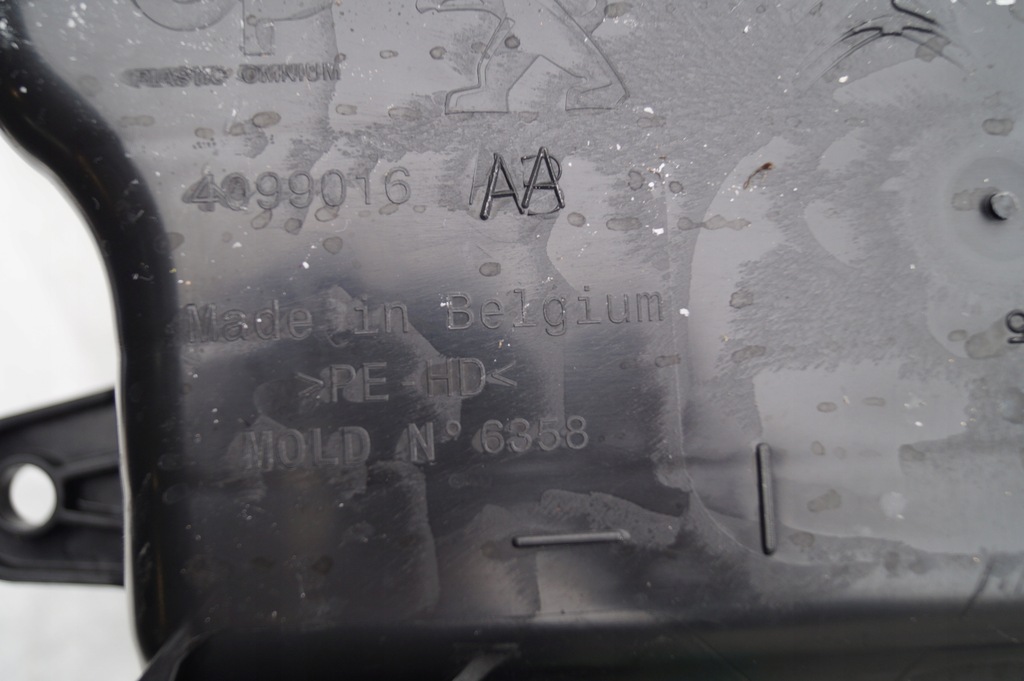 PLASTIC OMNIUM
4099016 AA
Made in Belgium
>PE-HD<
MOLD N° 6358